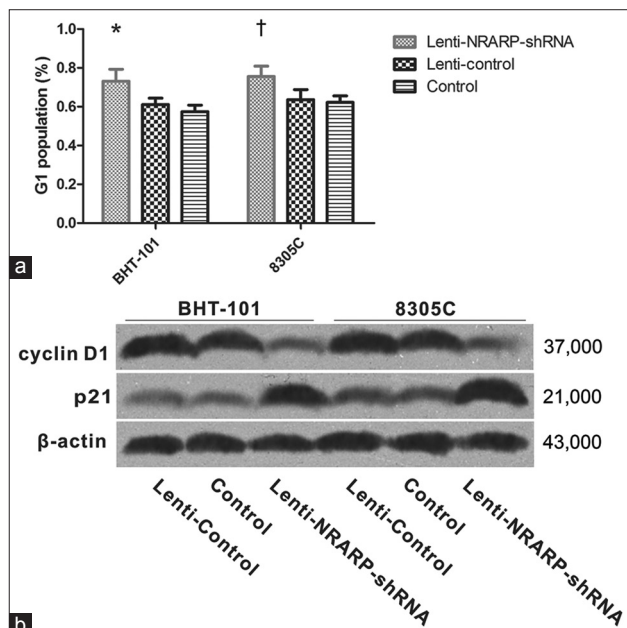 * †
1.0
0.8
0.6
0.4
0.2
0.0
G1 population (%)
BHT-101
8305C
Lenti-NRARP-shRNA
Lenti-control
Control
a
BHT-101 8305C
cyclin D1 37,000
p21 21,000
β-actin 43,000
Lenti-Control
Control
Lenti-NRARP-shRNA
Lenti-Control
Control
Lenti-NRARP-shRNA
b